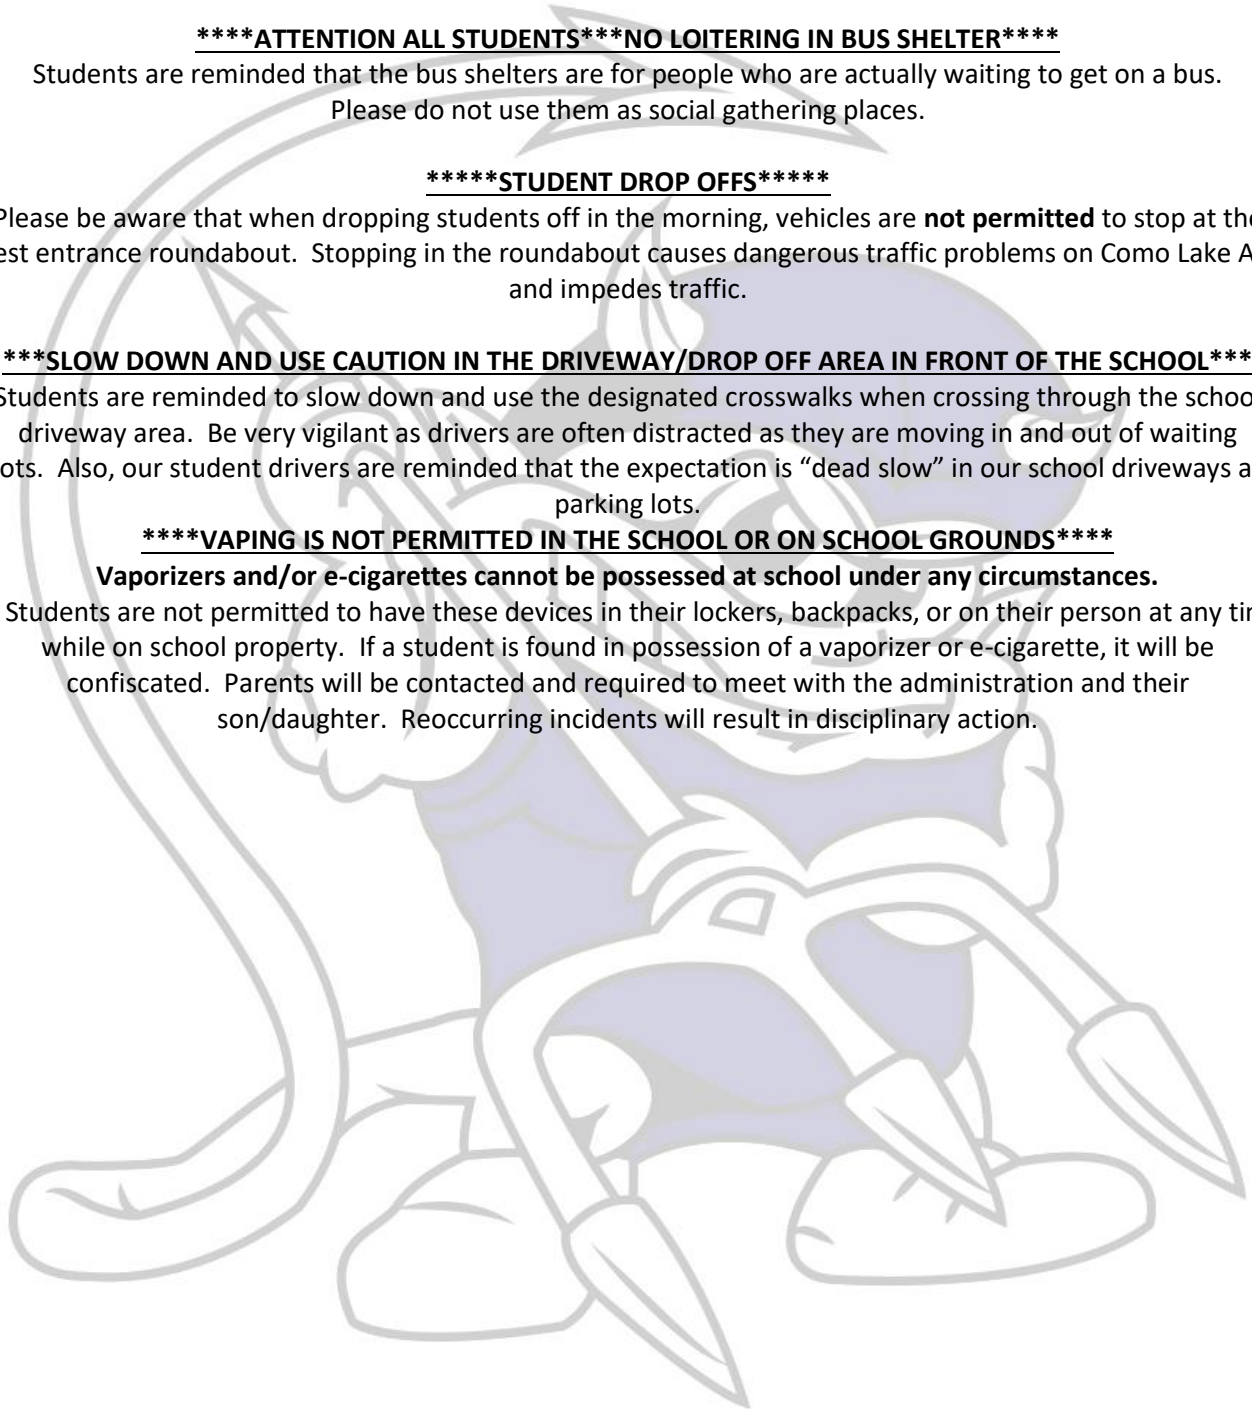 ****ATTENTION ALL STUDENTS***NO LOITERING IN BUS SHELTER****
Students are reminded that the bus shelters are for people who are actually waiting to get on a bus.
Please do not use them as social gathering places.
*****STUDENT DROP OFFS*****
Please be aware that when dropping students off in the morning, vehicles are not permitted to stop at the
est entrance roundabout. Stopping in the roundabout causes dangerous traffic problems on Como Lake A
and impedes traffic.
***SLOW DOWN AND USE CAUTION IN THE DRIVEWAY/DROP OFF AREA IN FRONT OF THE SCHOOL***
Students are reminded to slow down and use the designated crosswalks when crossing through the schoo
driveway area. Be very vigilant as drivers are often distracted as they are moving in and out of waiting
ots. Also, our student drivers are reminded that the expectation is “dead slow” in our school driveways a
parking lots.
****VAPING IS NOT PERMITTED IN THE SCHOOL OR ON SCHOOL GROUNDS****
Vaporizers and/or e-cigarettes cannot be possessed at school under any circumstances.
Students are not permitted to have these devices in their lockers, backpacks, or on their person at any tir
while on school property. If a student is found in possession of a vaporizer or e-cigarette, it will be
confiscated. Parents will be contacted and required to meet with the administration and their
son/daughter. Reoccurring incidents will result in disciplinary action.